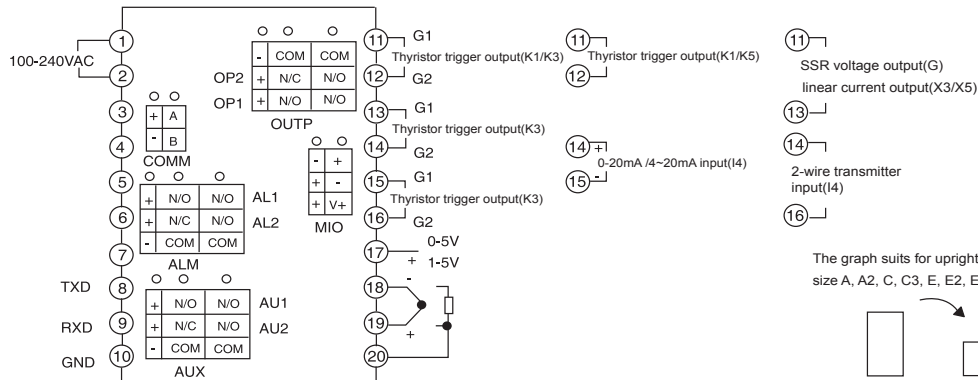 100-240VAC
1
2
3
4
5
6
7
8
9
10
TXD
RXD
GND
+ A
- B
COMM
- COM COM
OP2 + N/C N/O
OP1 + N/O N/O
OUTP
- +
+ -
+ V+
MIO
+ N/O N/O AL1
+ N/C N/O AL2
- COM COM
ALM
+ N/O N/O AU1
+ N/C N/O AU2
- COM COM
AUX
11 G1
Thyristor trigger output(K1/K3)
12 G2
13 G1
Thyristor trigger output(K3)
14 G2
15 G1
Thyristor trigger output(K3)
16 G2
17 0-5V
+ 1-5V
18 -
19 +
20
11
Thyristor trigger output(K1/K5)
12
14 +
0-20mA /4~20mA input(I4)
15 -
11
SSR voltage output(G)
linear current output(X3/X5)
13
14
2-wire transmitter
input(I4)
16
The graph suits for upright
size A, A2, C, C3, E, E2, E